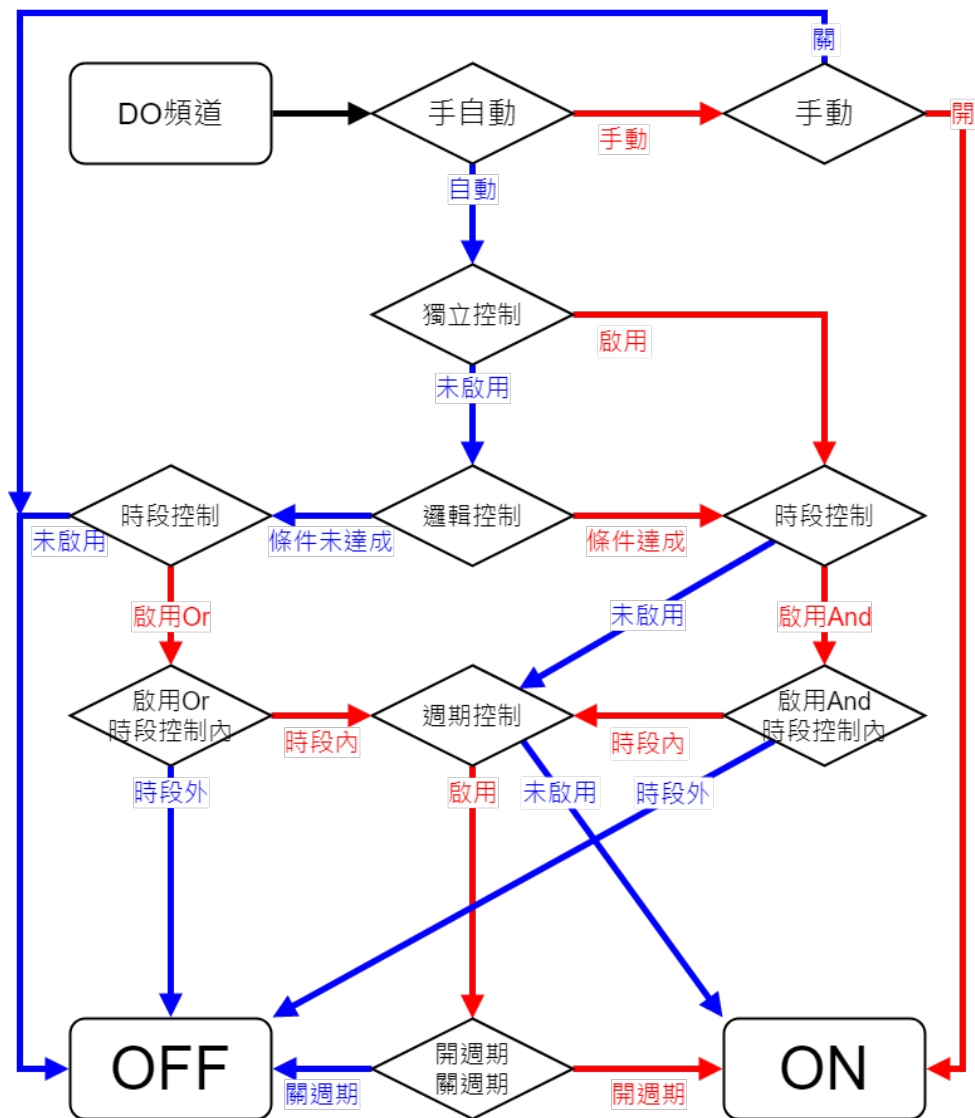 關
DO頻道
手自動
手動
手動
開
自動
獨立控制
啟用
未啟用
時段控制
邏輯控制
時段控制
未啟用
條件未達成
條件達成
啟用Or
未啟用
啟用And
啟用Or
時段控制內
週期控制
啟用And
時段控制內
時段內
時段內
時段外
啟用
未啟用
時段外
OFF
開週期
關週期
ON
關週期
開週期